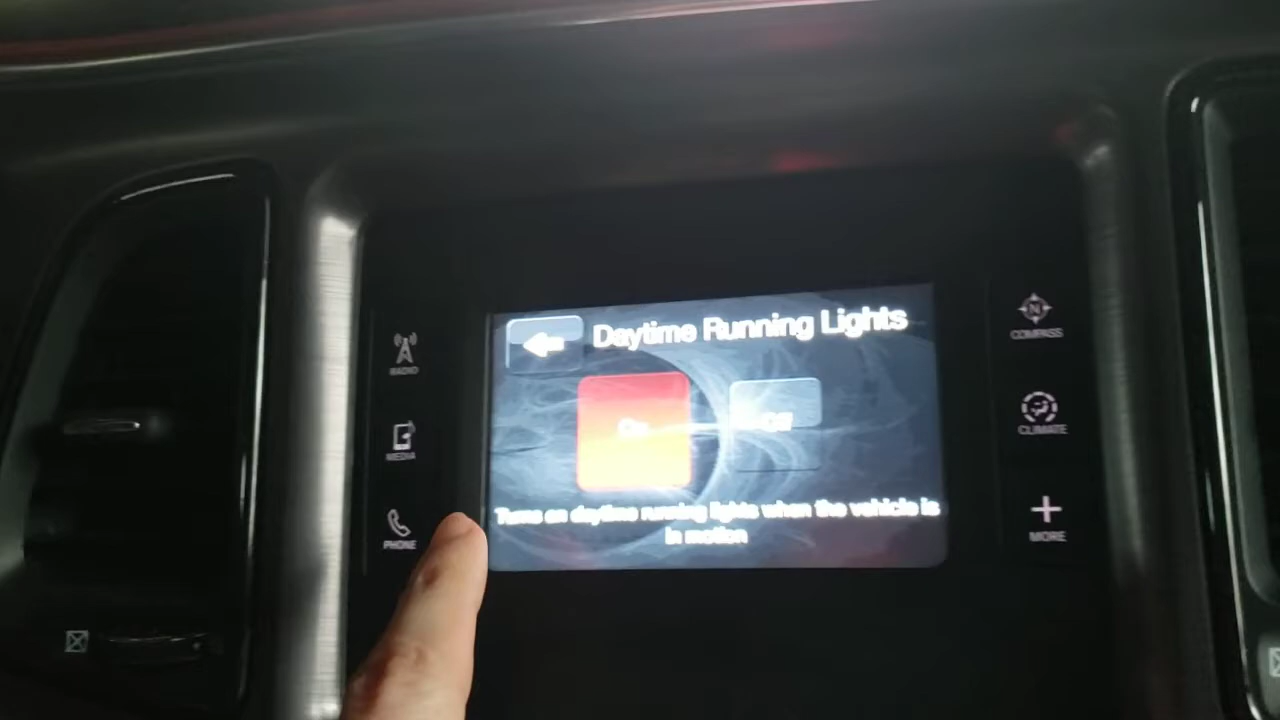 Daytime Running Lights
On
Off
Turns on daytime running lights when the vehicle is
in motion
RADIO
MEDIA
PHONE
N
COMPASS
CLIMATE
MORE